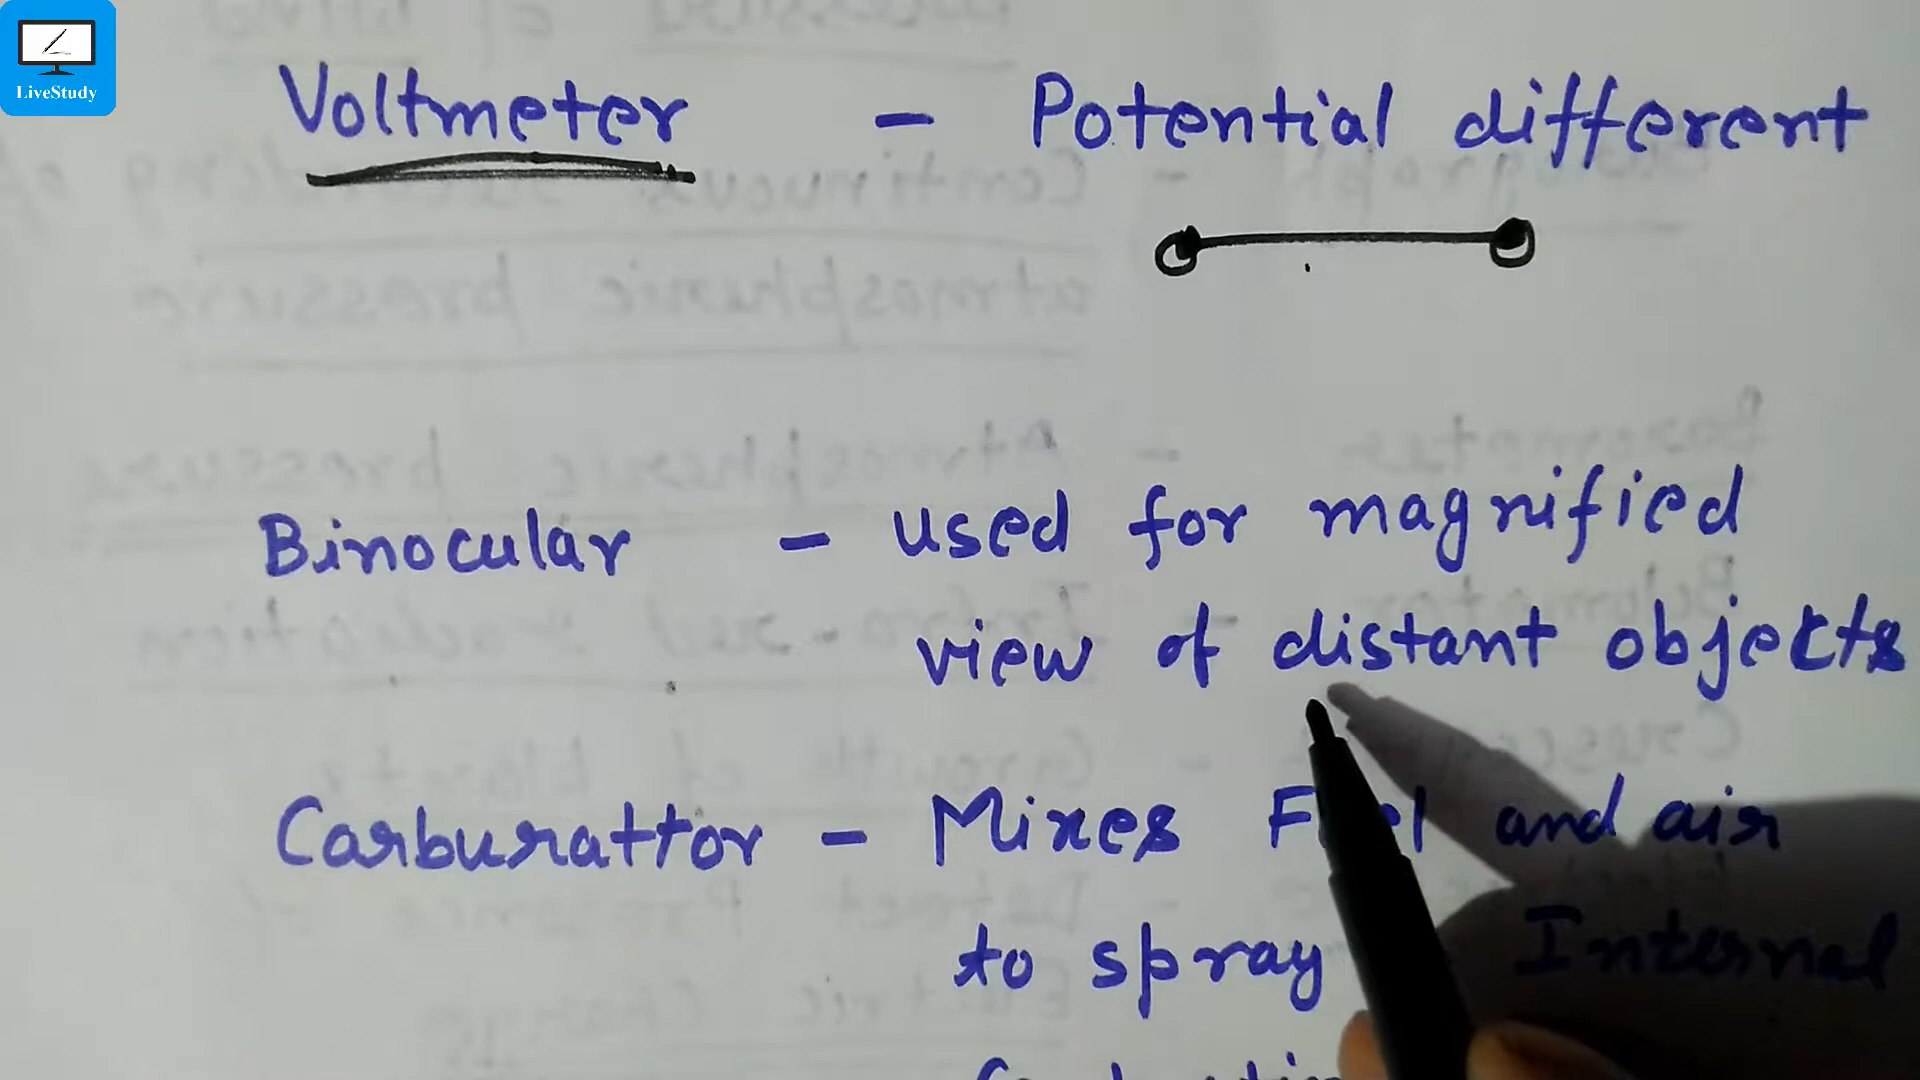 LiveStudy
Voltmeter - Potential different
Binocular - used for magnified
view of distant objects
Carburattor - Mixes Fuel and air
to spray Internal